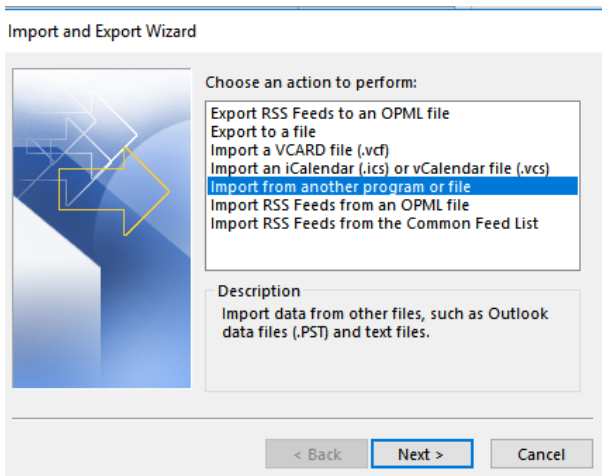 Import and Export Wizard
Choose an action to perform:
Export RSS Feeds to an OPML file
Export to a file
Import a VCARD file (.vcf)
Import an iCalendar (.ics) or vCalendar file (.vcs)
Import from another program or file
Import RSS Feeds from an OPML file
Import RSS Feeds from the Common Feed List
Description
Import data from other files, such as Outlook
data files (.PST) and text files.
< Back Next > Cancel